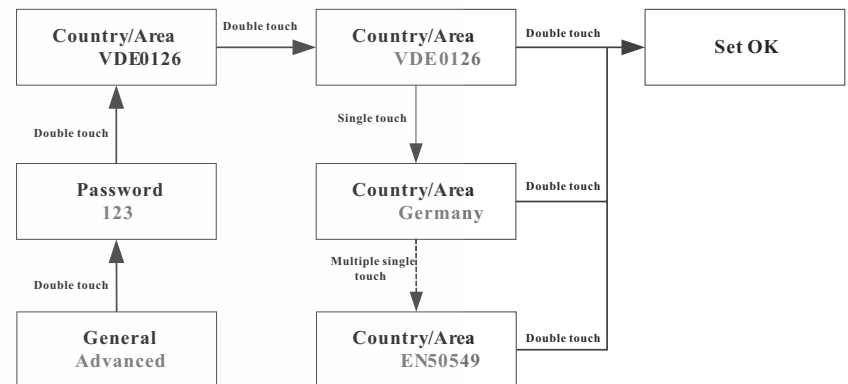 Country/Area
VDE0126
Double touch
Country/Area
VDE0126
Double touch
Set OK
Double touch
Single touch
Password
123
Country/Area
Germany
Double touch
Double touch
Multiple single
touch
General
Advanced
Country/Area
EN50549
Double touch